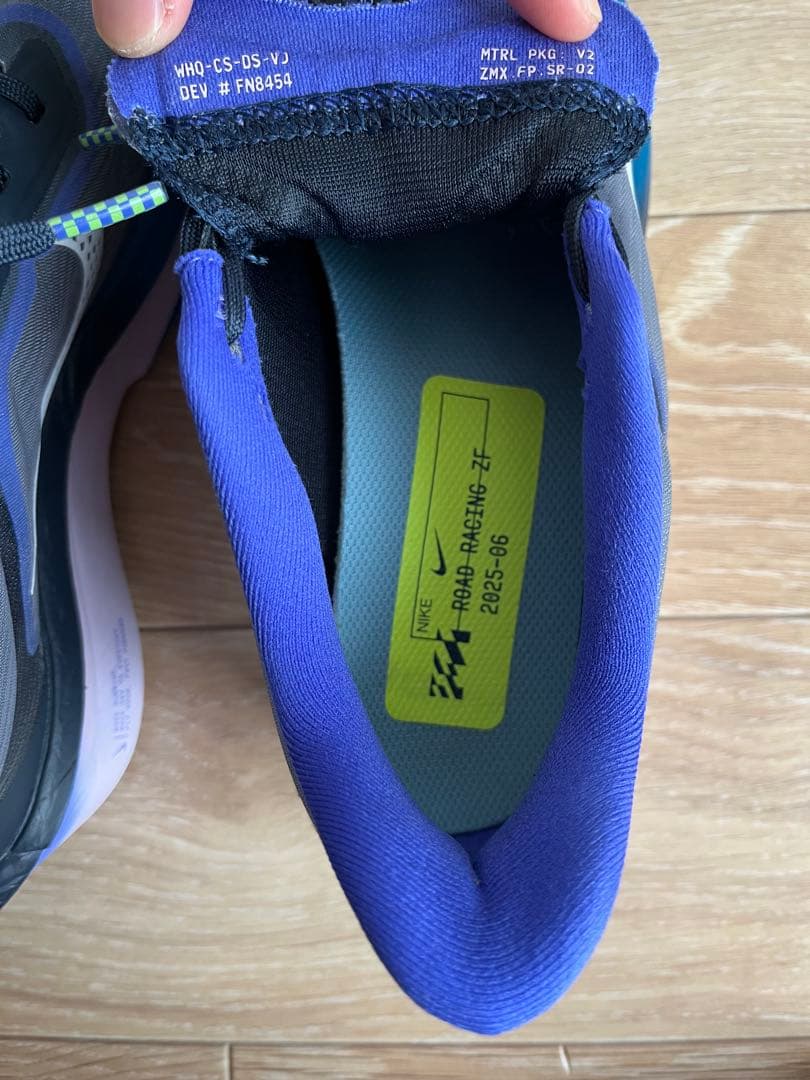 WHQ-CS-DS-VJ
DEV # FN8454
MTRL PKG: V2
ZMX.FP.SR-02
NIKE
ROAD RACING ZF
2025-06